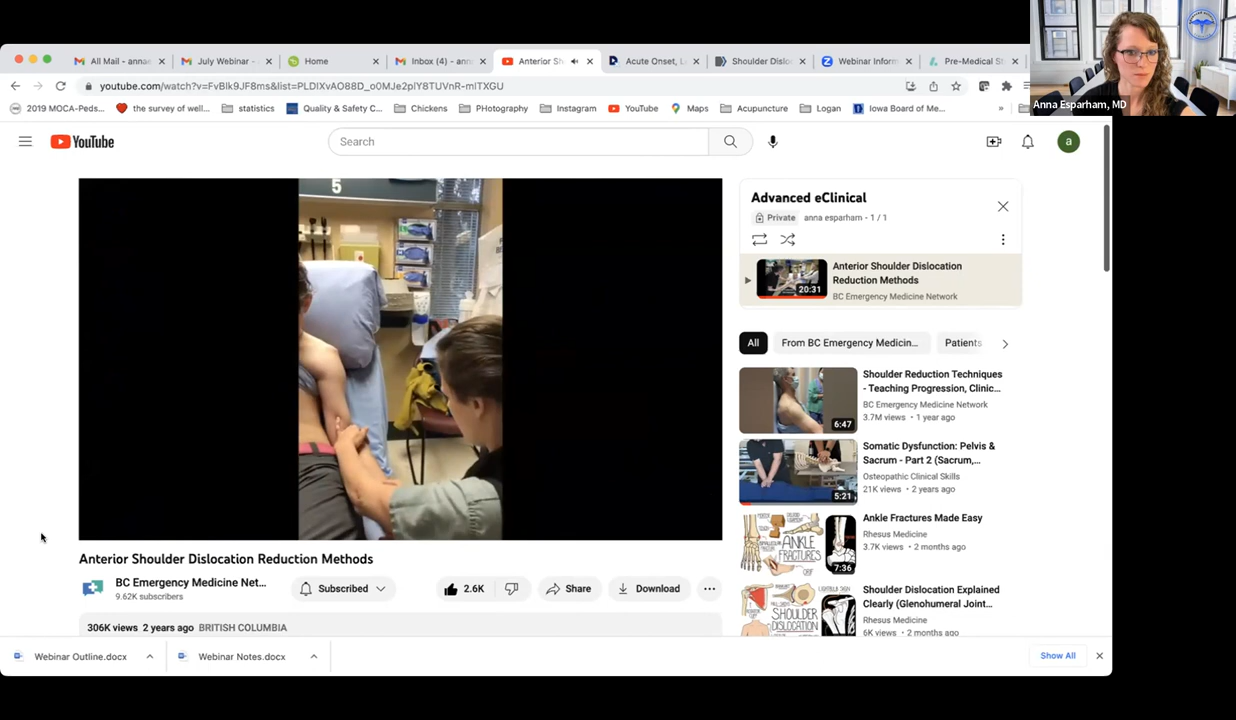 All Mail - annae
July Webinar -
Home
Inbox (4) - anna
Anterior Sh
Acute Onset, L
Shoulder Disloc
Webinar Inform
Pre-Medical St
youtube.com/watch?v=FvBlk9JF8ms&list=PLDIXvAO88D_o0MJe2plY8TUVnR-mITXGU
2019 MOCA-Peds...
the survey of well...
statistics
Quality & Safety C...
Chickens
PHotography
Instagram
YouTube
Maps
Acupuncture
Logan
Iowa Board of Me...
»
Anna Esparham, MD
YouTube
Search
a
5
Advanced eClinical
Private anna esparham - 1 / 1
Anterior Shoulder Dislocation
Reduction Methods
BC Emergency Medicine Network
20:31
All
From BC Emergency Medicin...
Patients
Shoulder Reduction Techniques
- Teaching Progression, Clinic...
BC Emergency Medicine Network
3.7M views • 1 year ago
6:47
Somatic Dysfunction: Pelvis &
Sacrum - Part 2 (Sacrum,...
Osteopathic Clinical Skills
21K views • 2 years ago
5:21
Ankle Fractures Made Easy
Rhesus Medicine
3.7K views • 2 months ago
ANKLE
FRACTURES
7:36
Shoulder Dislocation Explained
Clearly (Glenohumeral Joint...
Rhesus Medicine
6K views • 2 months ago
SHOULDER
DISLOCATION
Anterior Shoulder Dislocation Reduction Methods
BC Emergency Medicine Net...
9.62K subscribers
Subscribed
2.6K
Share
Download
306K views 2 years ago BRITISH COLUMBIA
Webinar Outline.docx
Webinar Notes.docx
Show All